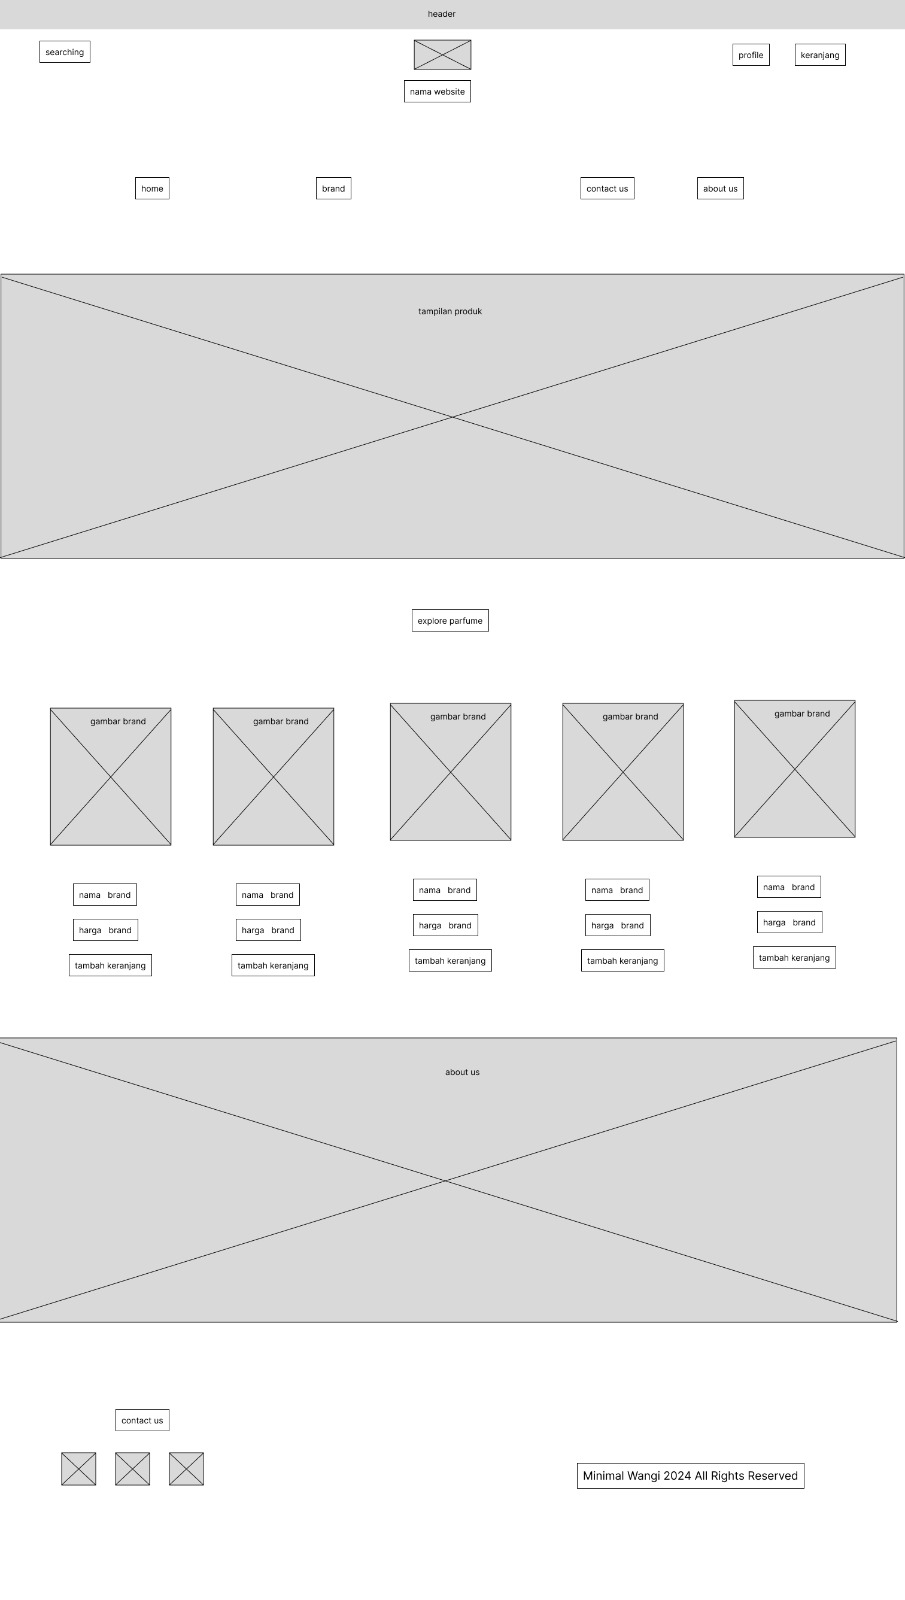 header
searching
profile
keranjang
nama website
home
brand
contact us
about us
tampilan produk
explore parfume
gambar brand
gambar brand
gambar brand
gambar brand
gambar brand
nama brand
nama brand
nama brand
nama brand
nama brand
harga brand
harga brand
harga brand
harga brand
harga brand
tambah keranjang
tambah keranjang
tambah keranjang
tambah keranjang
tambah keranjang
about us
contact us
Minimal Wangi 2024 All Rights Reserved